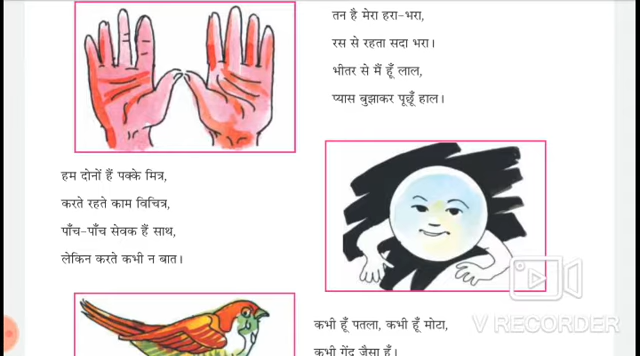 तन है मेरा हरा-भरा,
रस से रहता सदा भरा।
भीतर से मैं हूँ लाल,
प्यास बुझाकर पूछूँ हाल।
हम दोनों हैं पक्के मित्र,
करते रहते काम विचित्र,
पाँच-पाँच सेवक हैं साथ,
लेकिन करते कभी न बात।
कभी हूँ पतला, कभी हूँ मोटा,
कभी गेंद जैसा हूँ।
V RECORDER